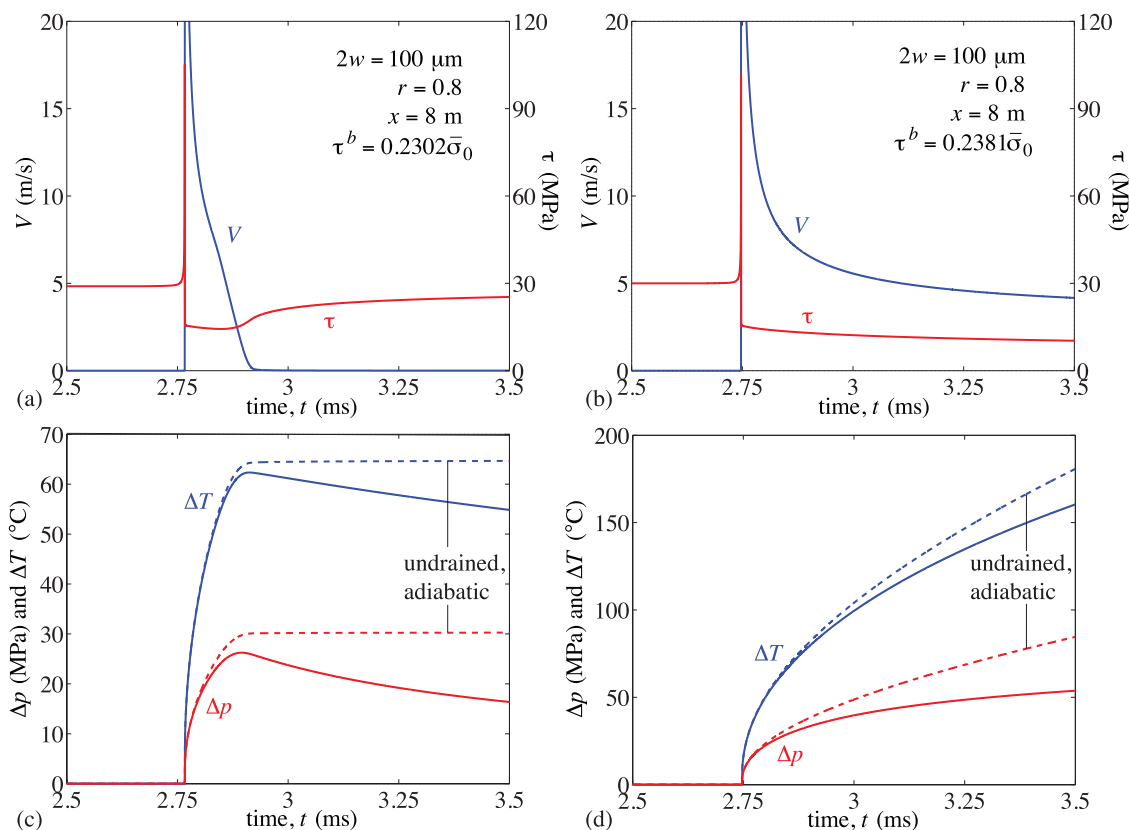 20
15
10
5
0
V (m/s)
120
90
60
30
0
τ (MPa)
2w = 100 μm
r = 0.8
x = 8 m
τᵇ = 0.2302σ̅₀
V
τ
2.5 2.75 3 3.25 3.5
(a) time, t (ms)
20
15
10
5
0
V (m/s)
120
90
60
30
0
τ (MPa)
2w = 100 μm
r = 0.8
x = 8 m
τᵇ = 0.2381σ̅₀
V
τ
2.5 2.75 3 3.25 3.5
(b) time, t (ms)
70
60
50
40
30
20
10
0
Δp (MPa) and ΔT (°C)
ΔT
undrained,
adiabatic
Δp
2.5 2.75 3 3.25 3.5
(c) time, t (ms)
200
150
100
50
0
Δp (MPa) and ΔT (°C)
undrained,
adiabatic
ΔT
Δp
2.5 2.75 3 3.25 3.5
(d) time, t (ms)